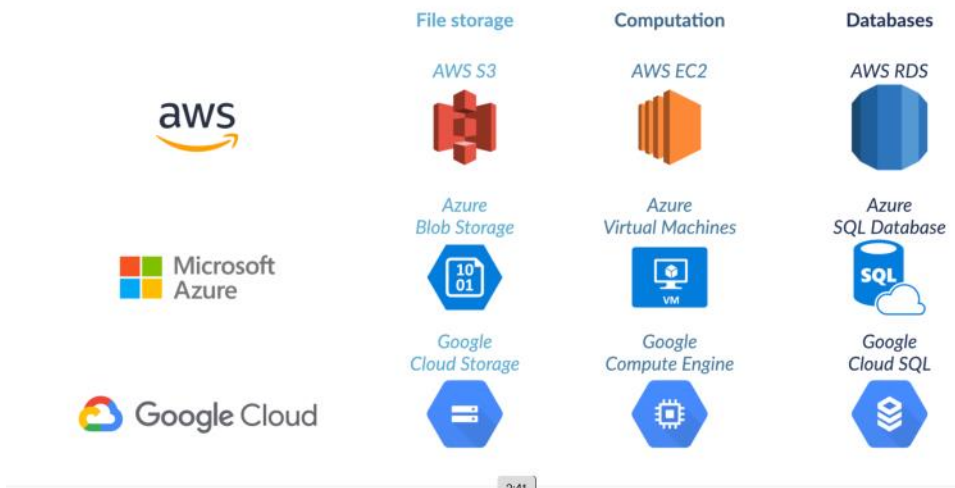 File storage
Computation
Databases
AWS S3
AWS EC2
AWS RDS
aws
Azure
Blob Storage
Azure
Virtual Machines
Azure
SQL Database
Microsoft
Azure
10
01
VM
SQL
Google
Cloud Storage
Google
Compute Engine
Google
Cloud SQL
Google Cloud